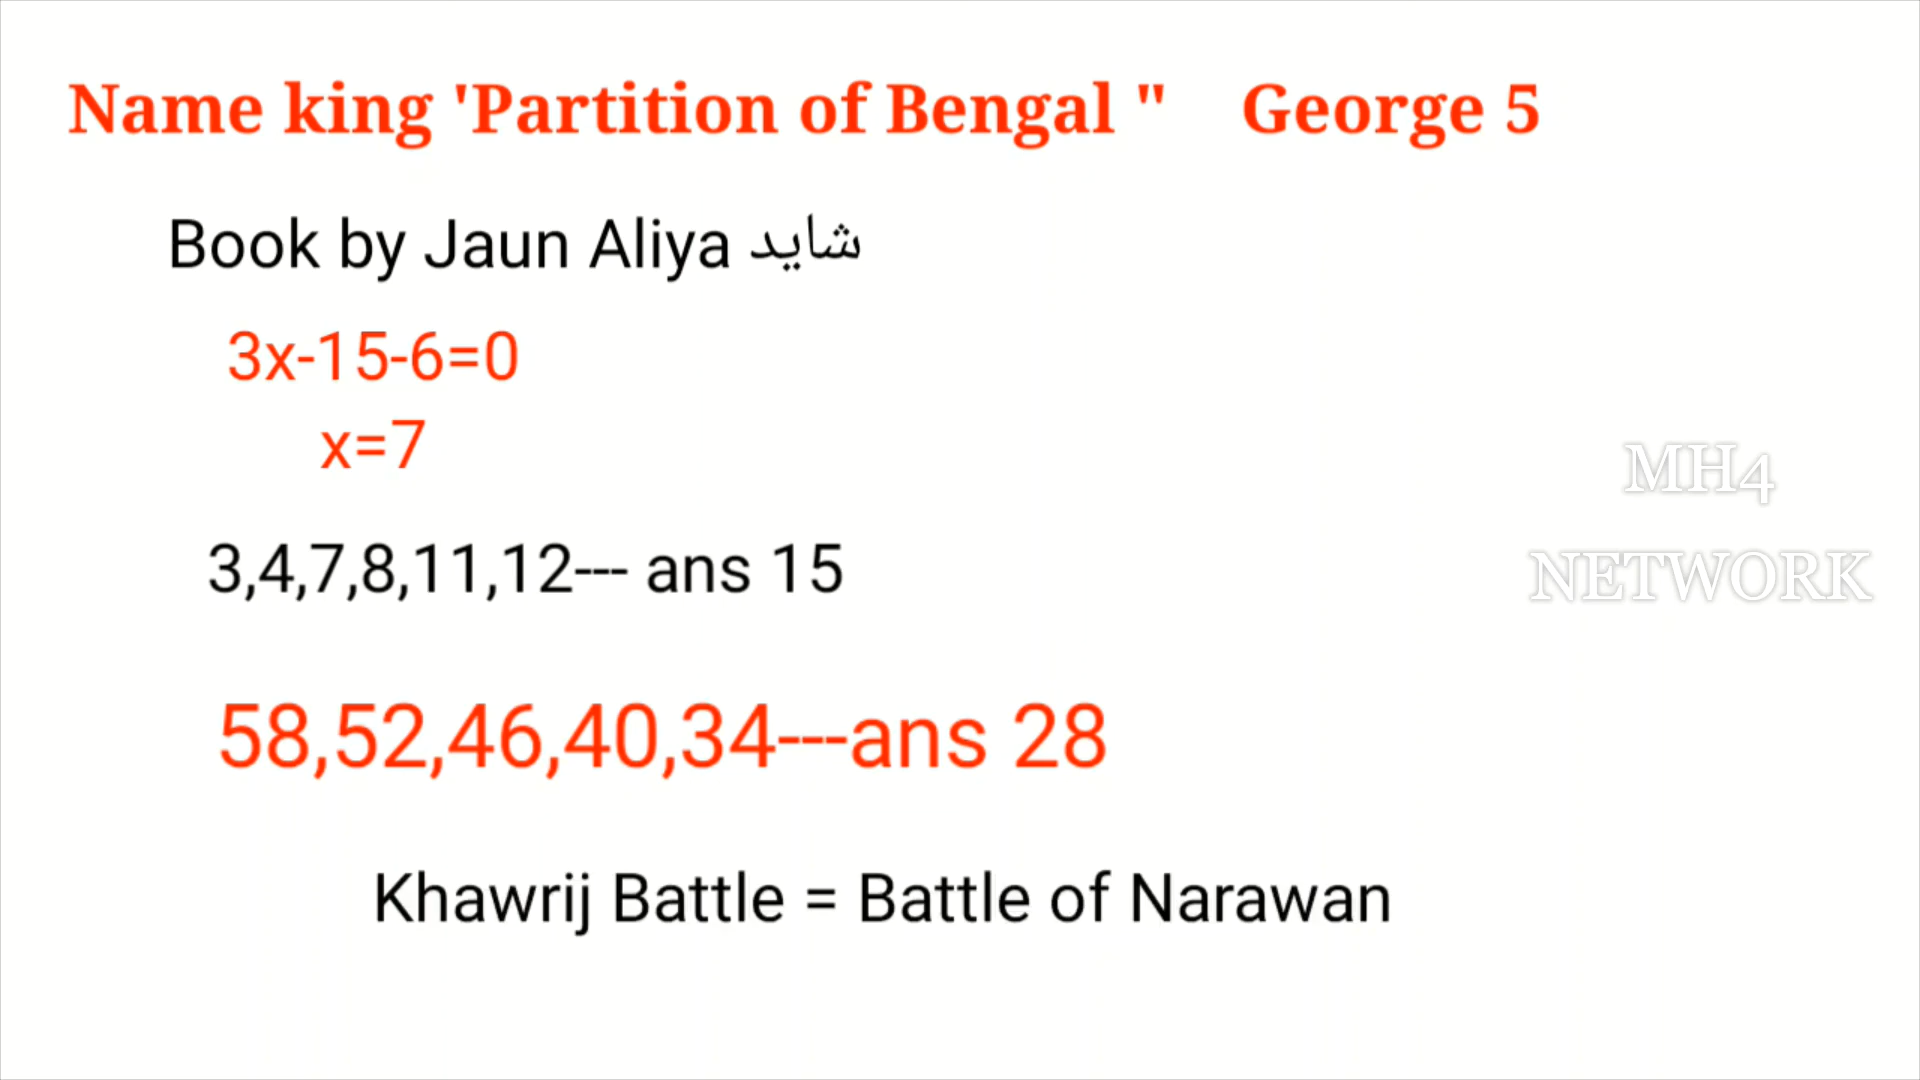 Name king 'Partition of Bengal " George 5
Book by Jaun Aliya شاید
3x-15-6=0
x=7
3,4,7,8,11,12--- ans 15
58,52,46,40,34---ans 28
Khawrij Battle = Battle of Narawan
MH4
NETWORK